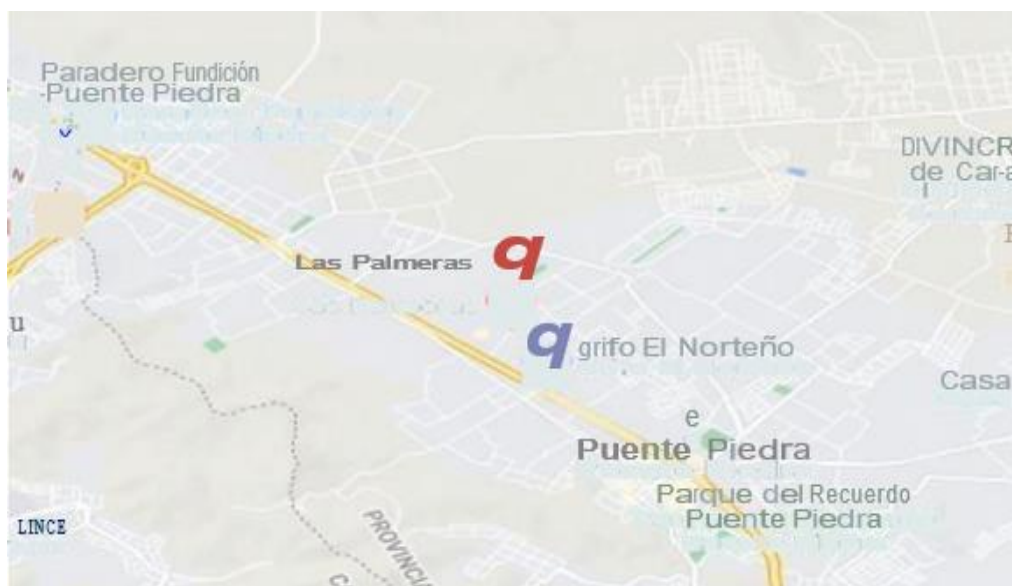 Paradero Fundición
-Puente Piedra
DIVINCR
de Car-a
N
Las Palmeras q
u
q grifo El Norteño
Casa
e
Puente Piedra
Parque del Recuerdo
Puente Piedra
LINCE
PROVINCIA